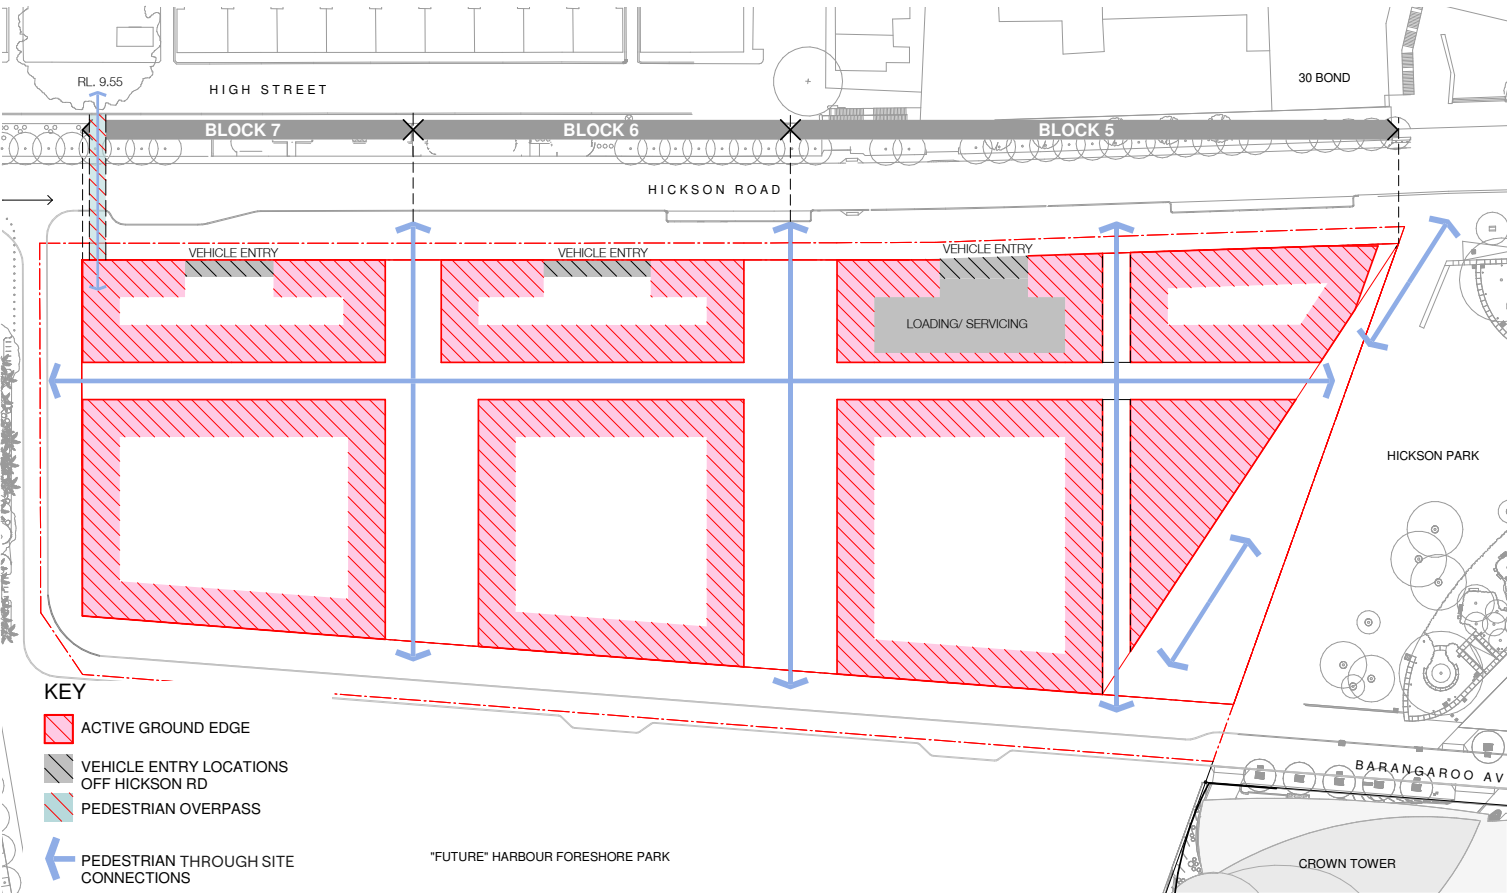 RL. 9.55
HIGH STREET
30 BOND
BLOCK 7
BLOCK 6
BLOCK 5
HICKSON ROAD
VEHICLE ENTRY
VEHICLE ENTRY
VEHICLE ENTRY
LOADING/ SERVICING
HICKSON PARK
KEY
ACTIVE GROUND EDGE
VEHICLE ENTRY LOCATIONS
OFF HICKSON RD
PEDESTRIAN OVERPASS
PEDESTRIAN THROUGH SITE
CONNECTIONS
"FUTURE" HARBOUR FORESHORE PARK
BARANGAROO AV
CROWN TOWER